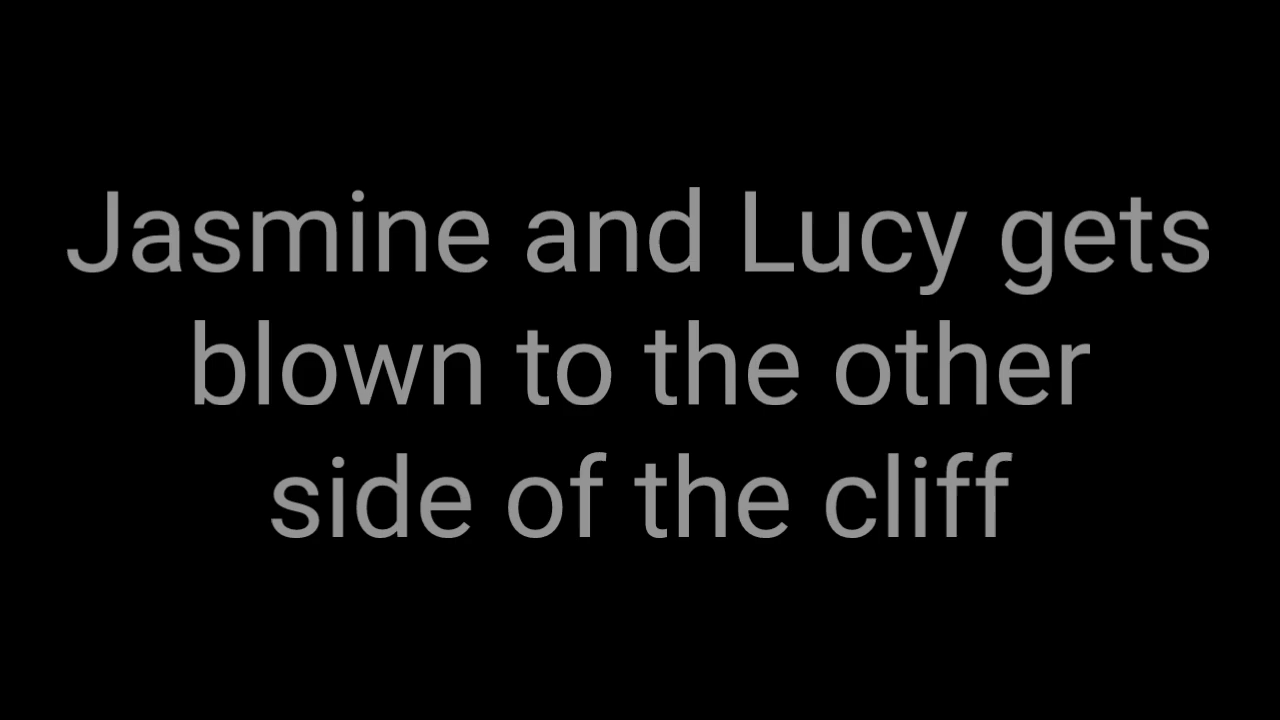 Jasmine and Lucy gets
blown to the other
side of the cliff